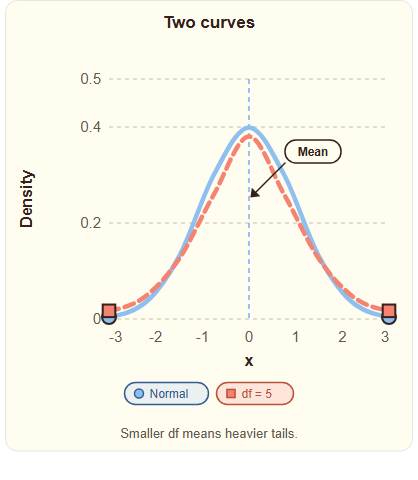 Two curves
0.5
0.4
Mean
Density
0.2
0
-3 -2 -1 0 1 2 3
x
Normal df = 5
Smaller df means heavier tails.